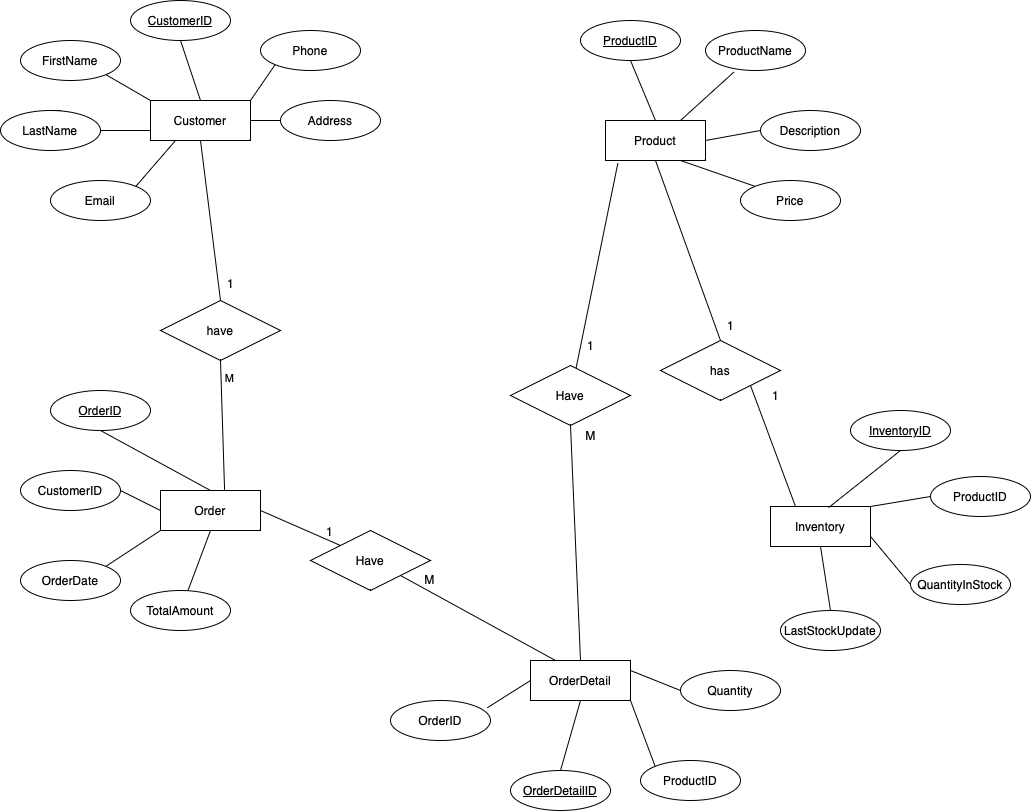 CustomerID
FirstName
Phone
LastName
Customer
Address
Email
1
have
M
ProductID
ProductName
Product
Description
Price
1
Have
M
1
has
1
OrderID
CustomerID
Order
OrderDate
TotalAmount
1
Have
M
InventoryID
ProductID
Inventory
QuantityInStock
LastStockUpdate
OrderDetail
Quantity
OrderID
OrderDetailID
ProductID